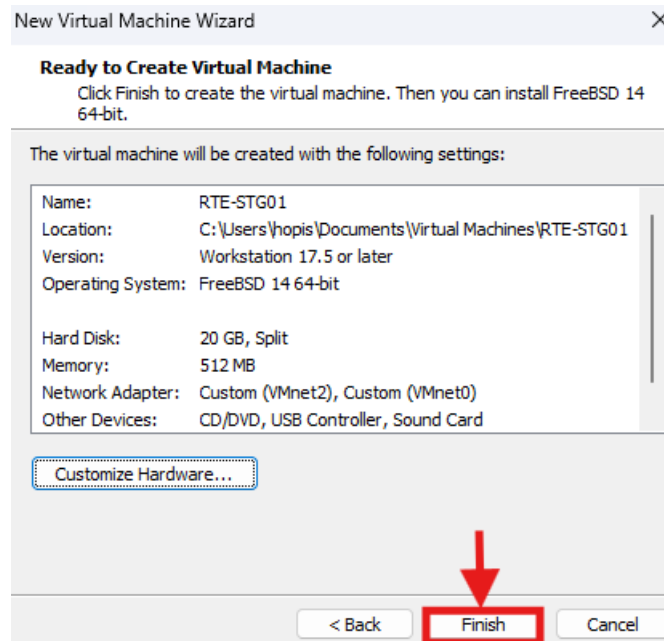 New Virtual Machine Wizard
Ready to Create Virtual Machine
Click Finish to create the virtual machine. Then you can install FreeBSD 14
64-bit.
The virtual machine will be created with the following settings:
Name: RTE-STG01
Location: C:\Users\hopis\Documents\Virtual Machines\RTE-STG01
Version: Workstation 17.5 or later
Operating System: FreeBSD 14 64-bit
Hard Disk: 20 GB, Split
Memory: 512 MB
Network Adapter: Custom (VMnet2), Custom (VMnet0)
Other Devices: CD/DVD, USB Controller, Sound Card
Customize Hardware...
< Back Finish Cancel